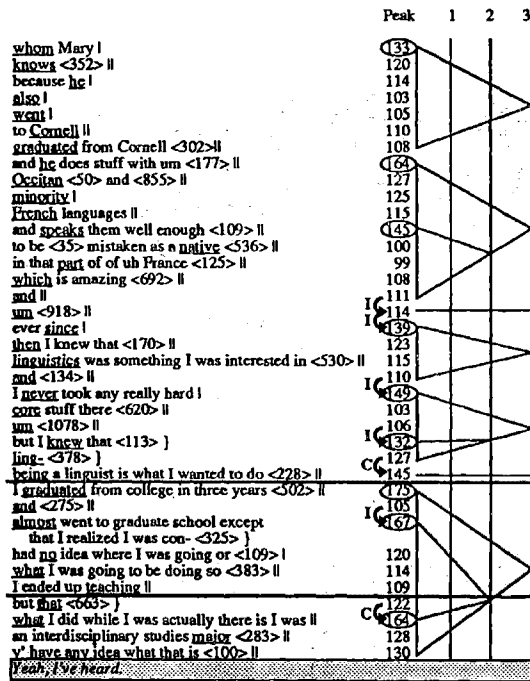 Peak 1 2 3
whom Mary | 133
knows <352> || 120
because he | 114
also | 103
went | 105
to Cornell || 110
graduated from Cornell <302>|| 108
and he does stuff with um <177> || 164
Occitan <50> and <855> || 127
minority | 125
French languages || 115
and speaks them well enough <109> || 145
to be <35> mistaken as a native <536> || 100
in that part of of uh France <125> || 99
which is amazing <692> || 108
and || 111
um <918> || I 114
ever since | I 139
then I knew that <170> || 123
linguistics was something I was interested in <530> || 115
and <134> || 110
I never took any really hard | I 149
core stuff there <620> || 103
um <1078> || 106
but I knew that <113> } I 132
ling- <378> } 127
being a linguist is what I wanted to do <228> || C 145
I graduated from college in three years <502> || 175
and <275> || 105
almost went to graduate school except I 167
that I realized I was con- <325> }
had no idea where I was going or <109> | 120
what I was going to be doing so <383> || 114
I ended up teaching || 109
but that <663> } 122
what I did while I was actually there is I was || C 164
an interdisciplinary studies major <283> || 128
y' have any idea what that is <100> || 130
Yeah, I've heard.